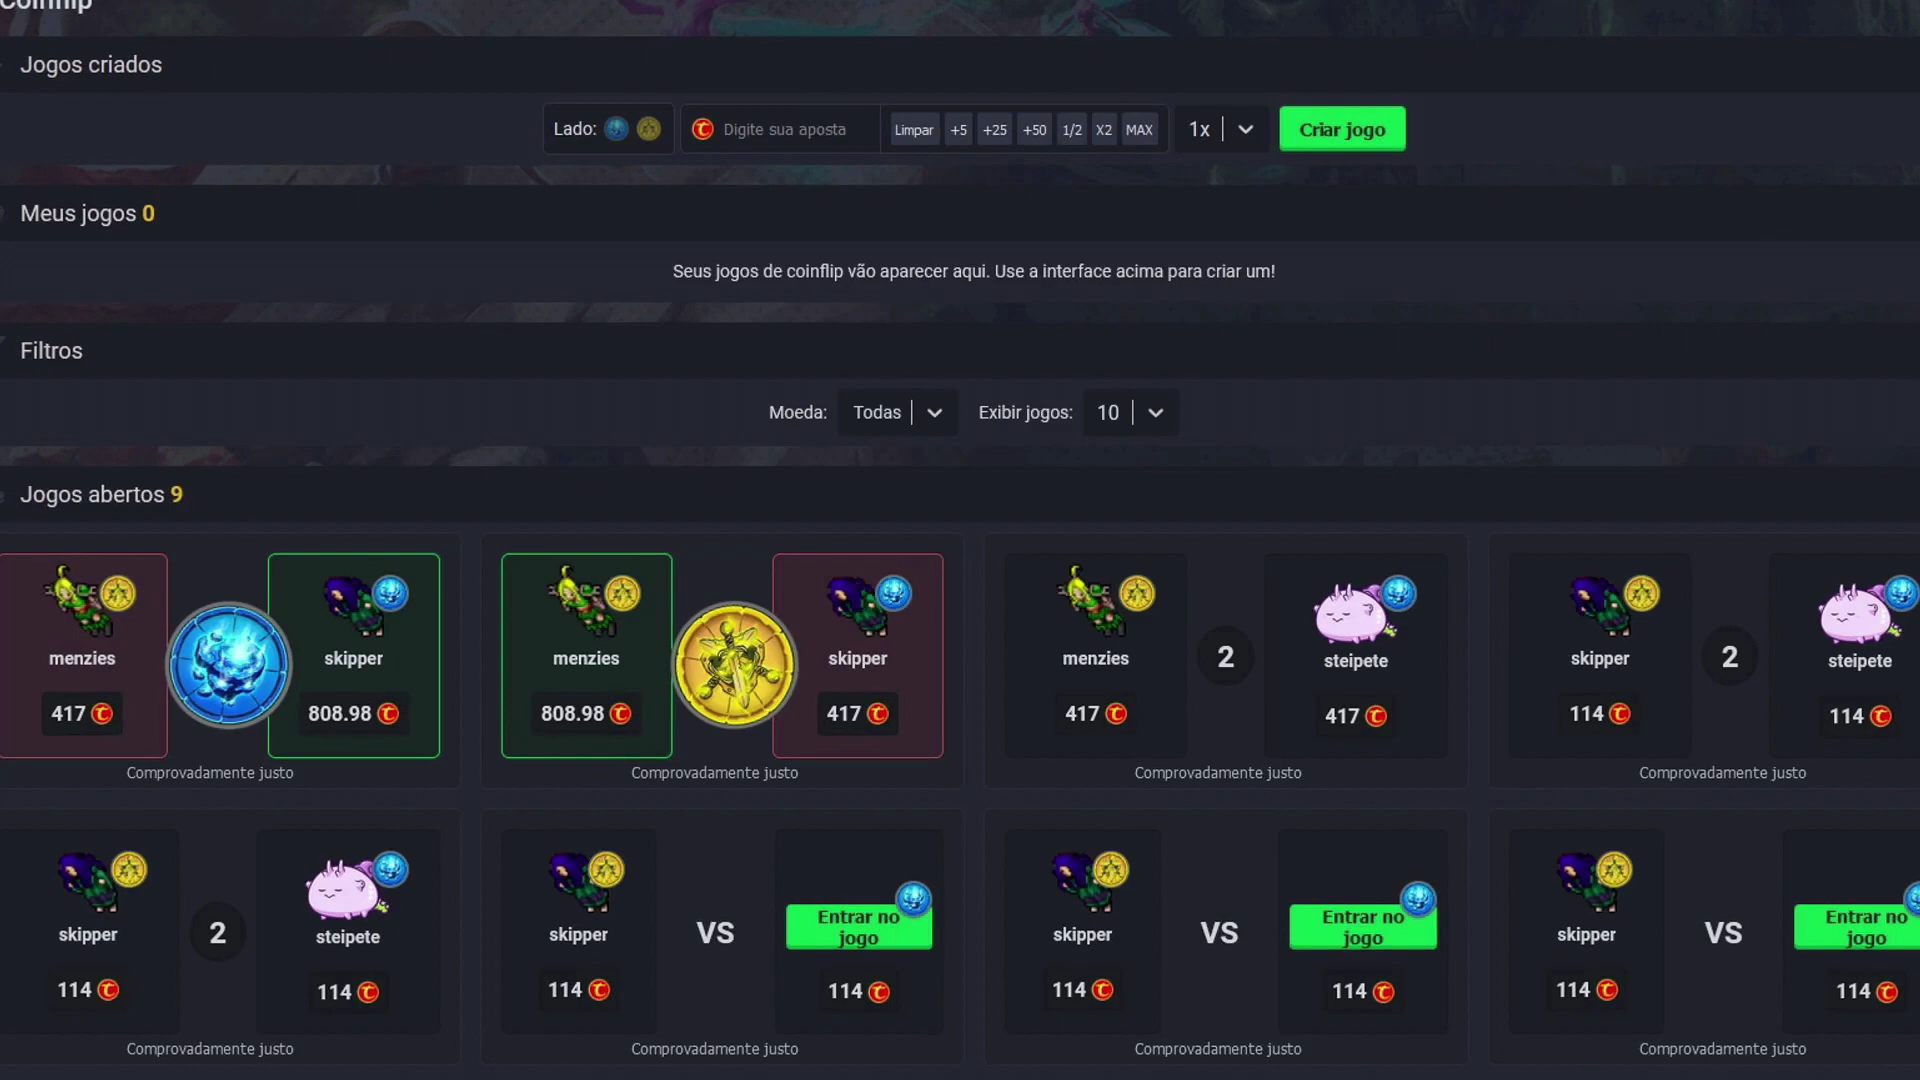 Coinflip
Jogos criados
Lado: Digite sua aposta Limpar +5 +25 +50 1/2 X2 MAX 1x Criar jogo
Meus jogos 0
Seus jogos de coinflip vão aparecer aqui. Use a interface acima para criar um!
Filtros
Moeda: Todas Exibir jogos: 10
Jogos abertos 9
menzies skipper
417 808.98
Comprovadamente justo
menzies skipper
808.98 417
Comprovadamente justo
menzies 2 steipete
417 417
Comprovadamente justo
skipper 2 steipete
114 114
Comprovadamente justo
skipper 2 steipete
114 114
Comprovadamente justo
skipper VS Entrar no
jogo
114 114
Comprovadamente justo
skipper VS Entrar no
jogo
114 114
Comprovadamente justo
skipper VS Entrar no
jogo
114 114
Comprovadamente justo